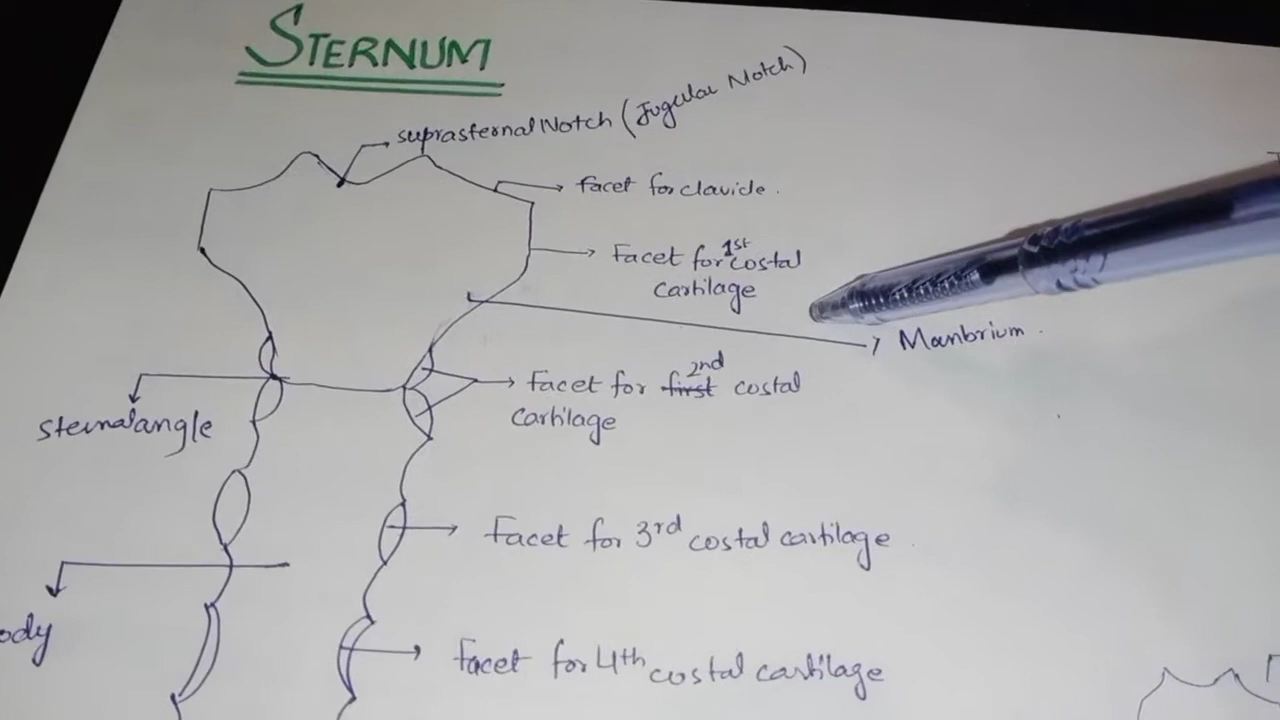 STERNUM
suprasternal Notch (Jugular Notch)
facet for clavicle.
Facet for 1st costal
cartilage
Manbrium.
Facet for first 2nd costal
cartilage
sternal angle
Facet for 3rd costal cartilage
ody
facet for 4th costal cartilage